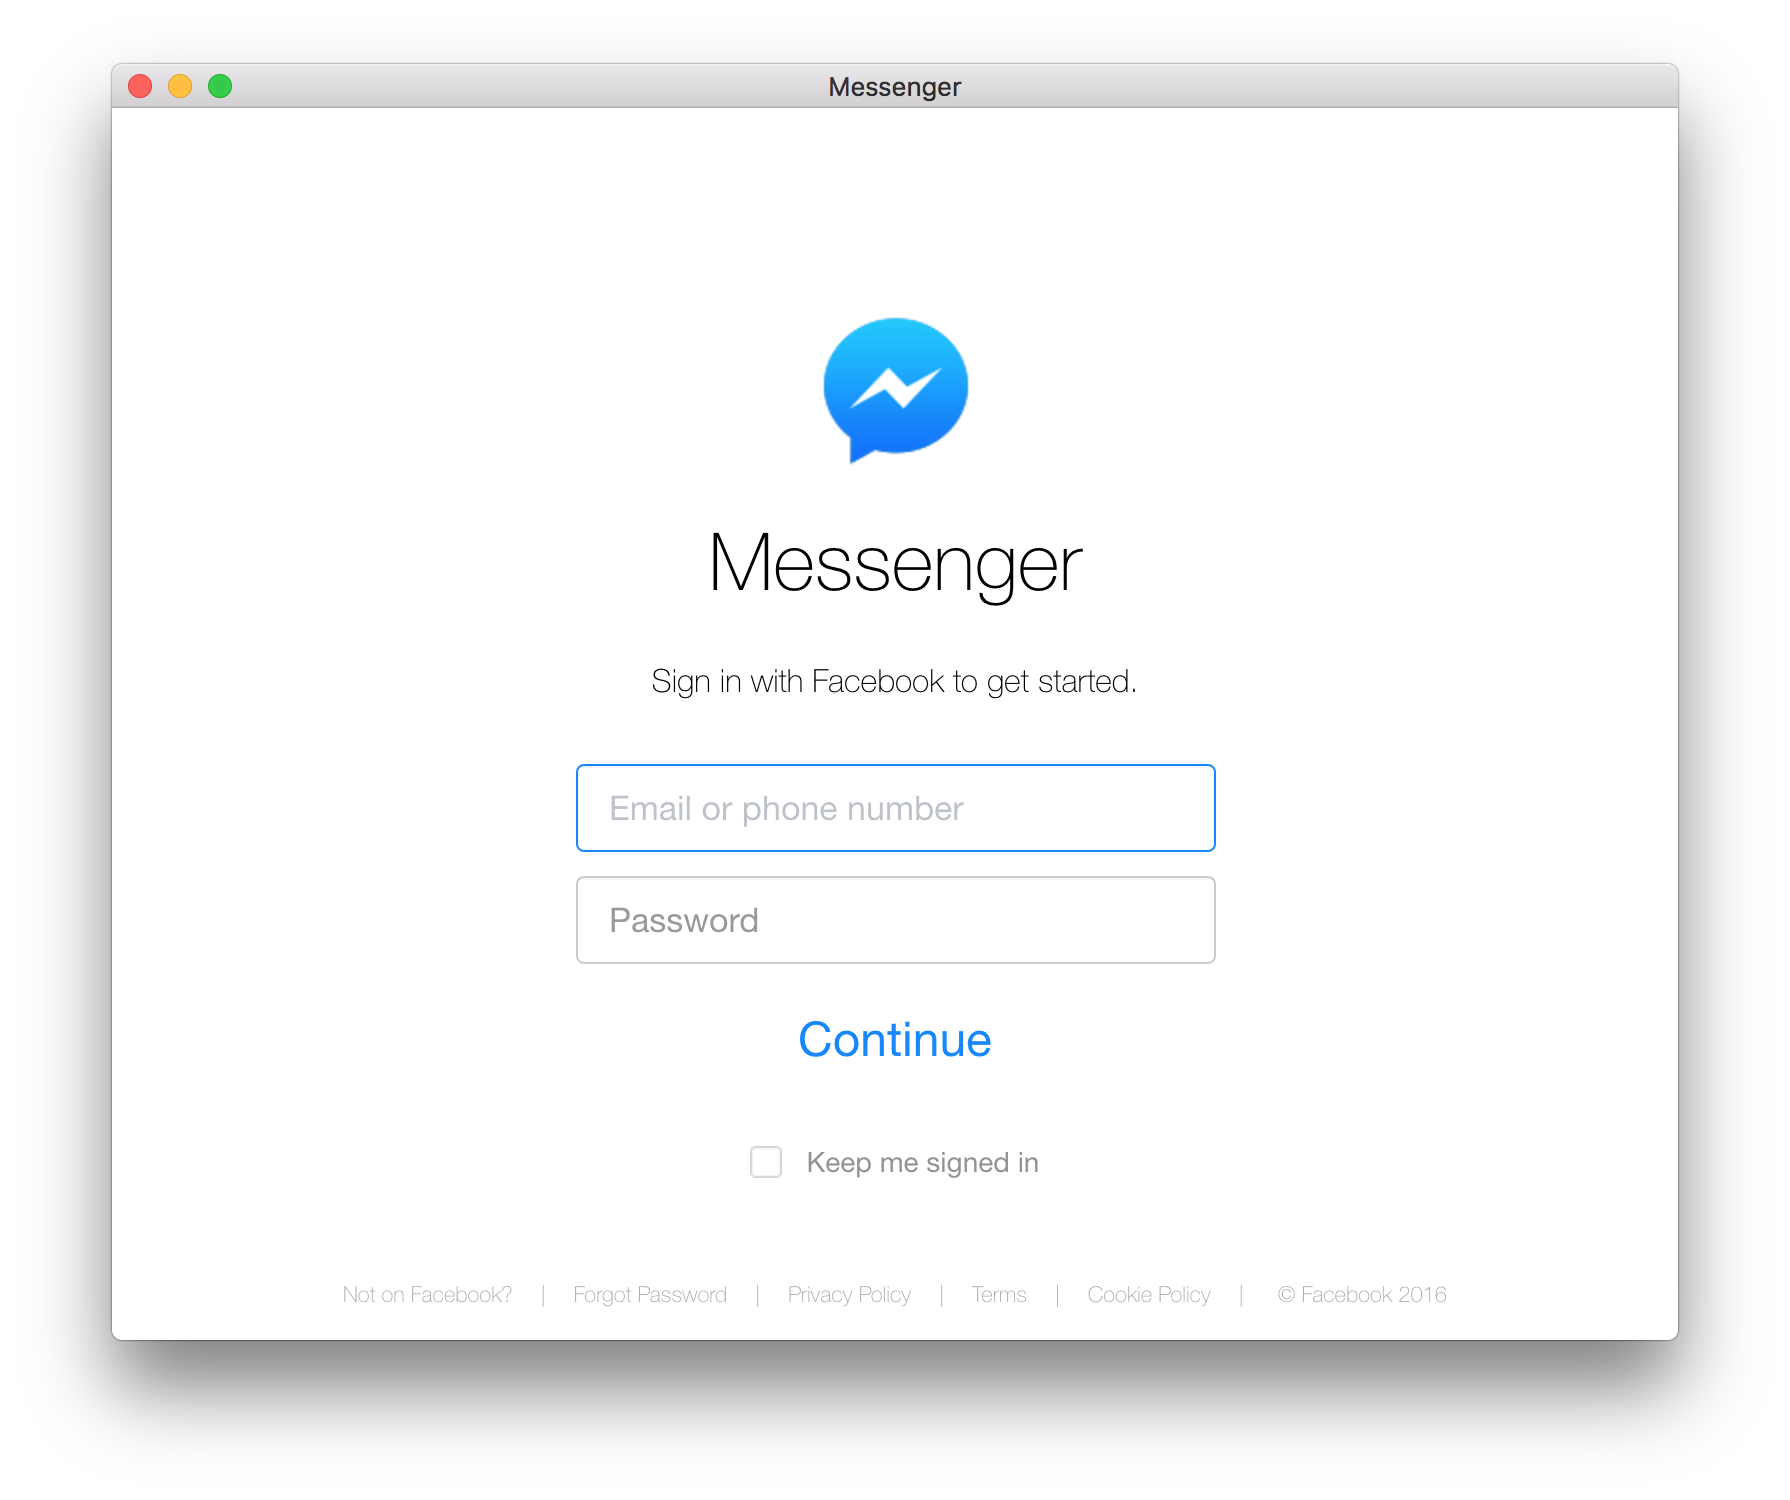 Messenger
Messenger
Sign in with Facebook to get started.
Email or phone number
Password
Continue
Keep me signed in
Not on Facebook? | Forgot Password | Privacy Policy | Terms | Cookie Policy | © Facebook 2016